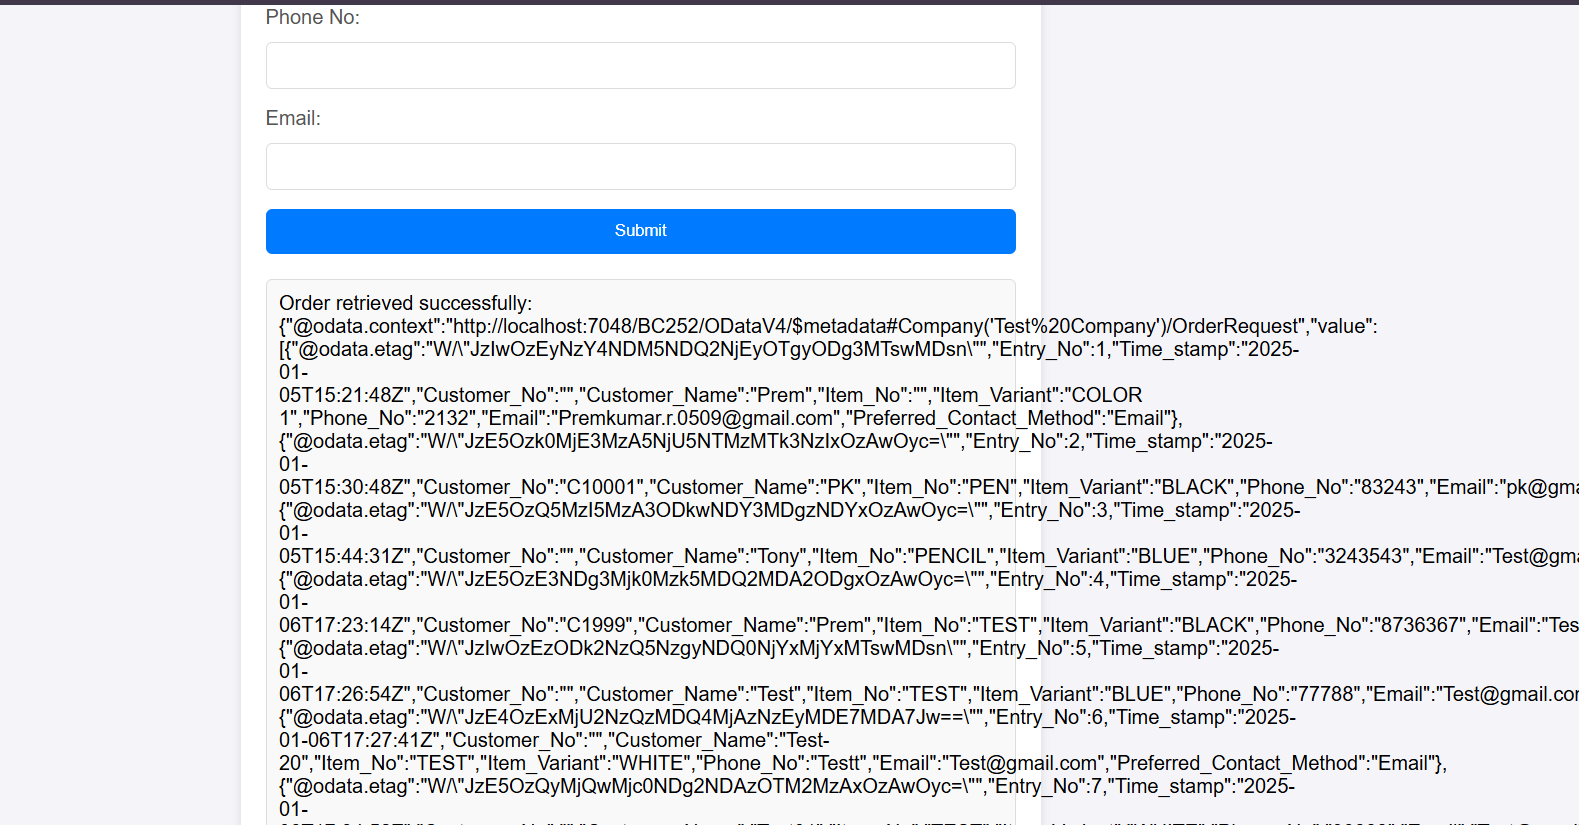 Phone No:
Email:
Submit
Order retrieved successfully:
{"@odata.context":"http://localhost:7048/BC252/ODataV4/$metadata#Company('Test%20Company')/OrderRequest","value":
[{"@odata.etag":"W/\"JzIwOzEyNzY4NDM5NDQ2NjEyOTgyODg3MTswMDsn\"","Entry_No":1,"Time_stamp":"2025-
01-
05T15:21:48Z","Customer_No":"","Customer_Name":"Prem","Item_No":"","Item_Variant":"COLOR
1","Phone_No":"2132","Email":"Premkumar.r.0509@gmail.com","Preferred_Contact_Method":"Email"},
{"@odata.etag":"W/\"JzE5Ozk0MjE3MzA5NjU5NTMzMTk3NzIxOzAwOyc=\"","Entry_No":2,"Time_stamp":"2025-
01-
05T15:30:48Z","Customer_No":"C10001","Customer_Name":"PK","Item_No":"PEN","Item_Variant":"BLACK","Phone_No":"83243","Email":"pk@gma
{"@odata.etag":"W/\"JzE5OzQ5MzI5MzA3ODkwNDY3MDgzNDYxOzAwOyc=\"","Entry_No":3,"Time_stamp":"2025-
01-
05T15:44:31Z","Customer_No":"","Customer_Name":"Tony","Item_No":"PENCIL","Item_Variant":"BLUE","Phone_No":"3243543","Email":"Test@gma
{"@odata.etag":"W/\"JzE5OzE3NDg3Mjk0Mzk5MDQ2MDA2ODgxOzAwOyc=\"","Entry_No":4,"Time_stamp":"2025-
01-
06T17:23:14Z","Customer_No":"C1999","Customer_Name":"Prem","Item_No":"TEST","Item_Variant":"BLACK","Phone_No":"8736367","Email":"Tes
{"@odata.etag":"W/\"JzIwOzEzODk2NzQ5NzgyNDQ0NjYxMjYxMTswMDsn\"","Entry_No":5,"Time_stamp":"2025-
01-
06T17:26:54Z","Customer_No":"","Customer_Name":"Test","Item_No":"TEST","Item_Variant":"BLUE","Phone_No":"77788","Email":"Test@gmail.cor
{"@odata.etag":"W/\"JzE4OzExMjU2NzQzMDQ4MjAzNzEyMDE7MDA7Jw==\"","Entry_No":6,"Time_stamp":"2025-
01-06T17:27:41Z","Customer_No":"","Customer_Name":"Test-
20","Item_No":"TEST","Item_Variant":"WHITE","Phone_No":"Testt","Email":"Test@gmail.com","Preferred_Contact_Method":"Email"},
{"@odata.etag":"W/\"JzE5OzQyMjQwMjc0NDg2NDAzOTM2MzAxOzAwOyc=\"","Entry_No":7,"Time_stamp":"2025-
01-